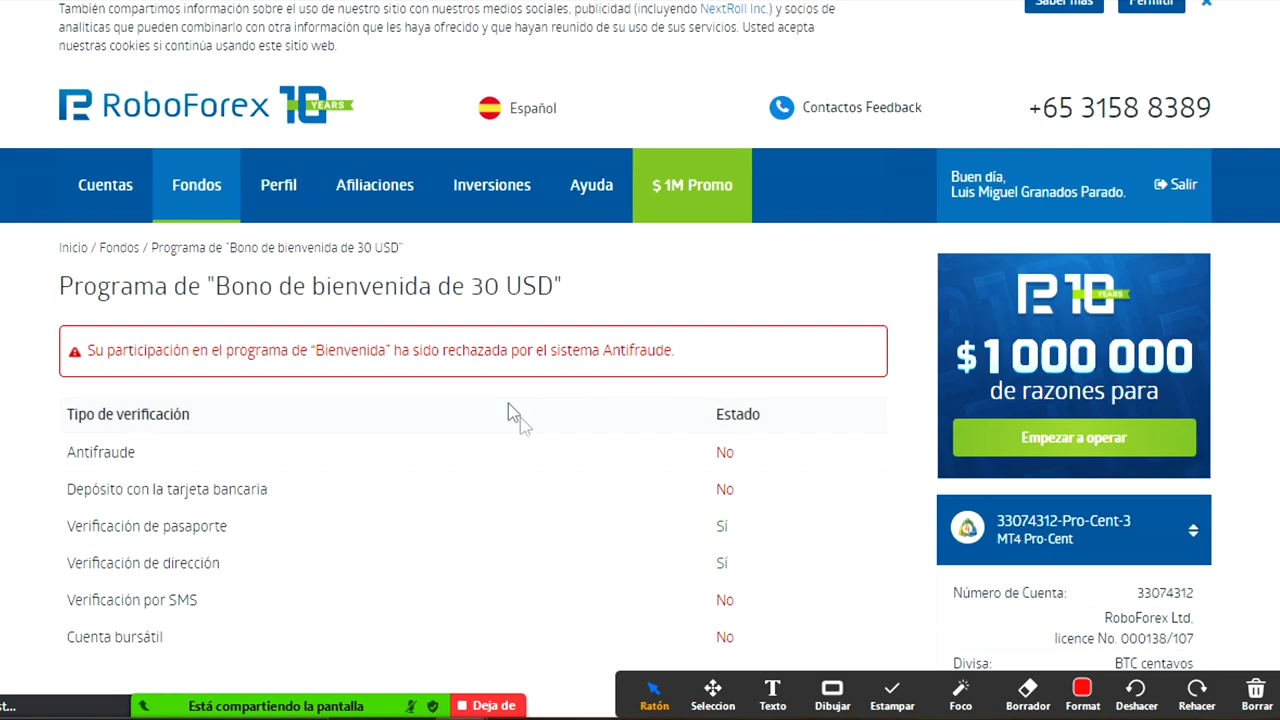 También compartimos información sobre el uso de nuestro sitio con nuestros medios sociales, publicidad (incluyendo NextRoll Inc.) y socios de
analíticas que pueden combinarlo con otra información que les haya ofrecido y que hayan reunido de su uso de sus servicios. Usted acepta
nuestras cookies si continúa usando este sitio web.
Saber más
Permitir
RoboForex 10 YEARS
Español
Contactos Feedback
+65 3158 8389
Cuentas
Fondos
Perfil
Afiliaciones
Inversiones
Ayuda
$ 1M Promo
Buen día,
Luis Miguel Granados Parado.
Salir
Inicio / Fondos / Programa de "Bono de bienvenida de 30 USD"
Programa de "Bono de bienvenida de 30 USD"
Su participación en el programa de “Bienvenida” ha sido rechazada por el sistema Antifraude.
Tipo de verificación Estado
Antifraude No
Depósito con la tarjeta bancaria No
Verificación de pasaporte Sí
Verificación de dirección Sí
Verificación por SMS No
Cuenta bursátil No
10 YEARS
$1 000 000
de razones para
Empezar a operar
33074312-Pro-Cent-3
MT4 Pro-Cent
Número de Cuenta: 33074312
RoboForex Ltd,
licence No. 000138/107
Divisa: BTC centavos
st...
Está compartiendo la pantalla
Deja de
Ratón
Seleccion
Texto
Dibujar
Estampar
Foco
Borrador
Format
Deshacer
Rehacer
Borrar